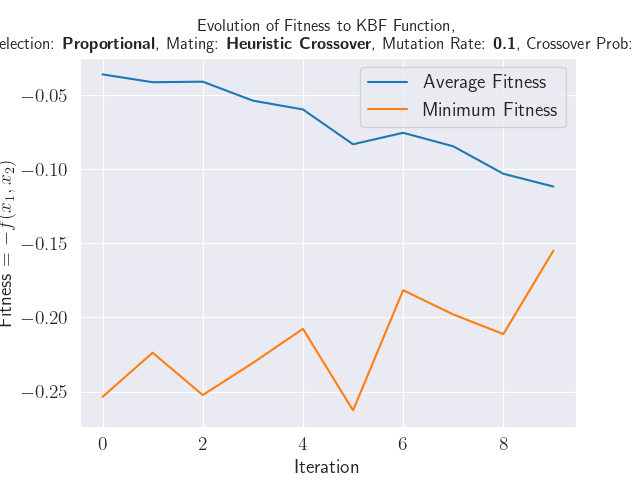 Evolution of Fitness to KBF Function,
election: Proportional, Mating: Heuristic Crossover, Mutation Rate: 0.1, Crossover Prob:
Average Fitness
Minimum Fitness
−0.05
−0.10
−0.15
−0.20
−0.25
Fitness = −f(x₁, x₂)
0 2 4 6 8
Iteration